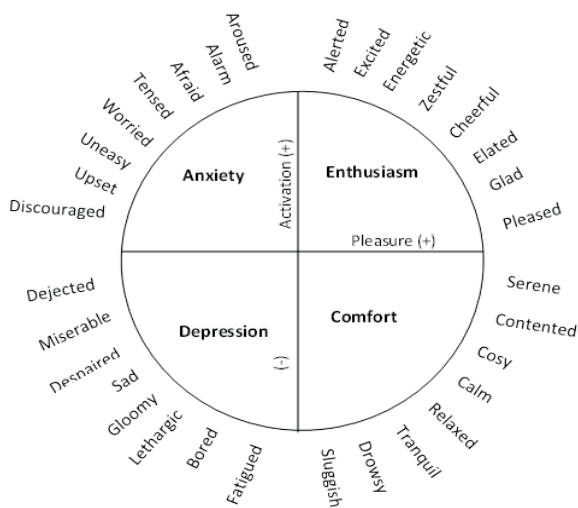 Aroused
Alarm
Afraid
Tensed
Worried
Uneasy
Upset
Discouraged
Alerted
Excited
Energetic
Zestful
Cheerful
Elated
Glad
Pleased
Anxiety
Activation (+)
Enthusiasm
Pleasure (+)
Depression
(-)
Comfort
Dejected
Miserable
Despaired
Sad
Gloomy
Lethargic
Bored
Fatigued
Serene
Contented
Cosy
Calm
Relaxed
Tranquil
Drowsy
Sluggish